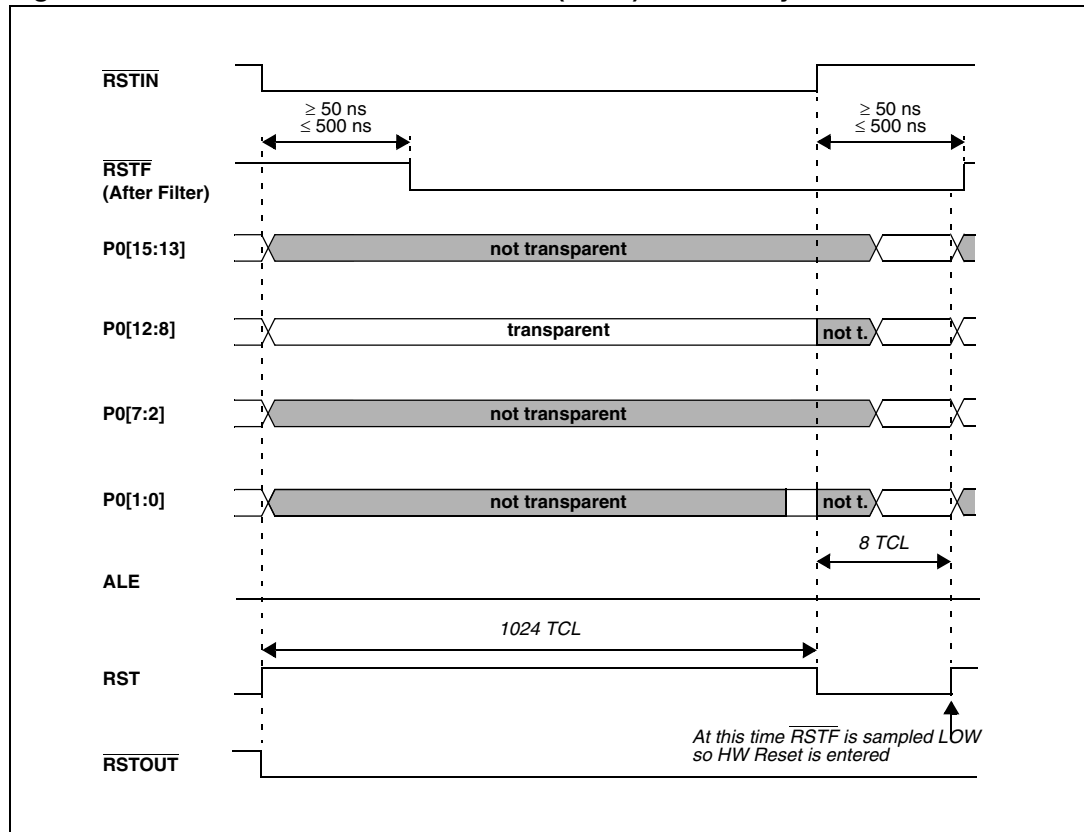 RSTIN
≥ 50 ns
≤ 500 ns
≥ 50 ns
≤ 500 ns
RSTF
(After Filter)
P0[15:13]
not transparent
P0[12:8]
transparent
not t.
P0[7:2]
not transparent
P0[1:0]
not transparent
not t.
8 TCL
ALE
1024 TCL
RST
At this time RSTF is sampled LOW
so HW Reset is entered
RSTOUT